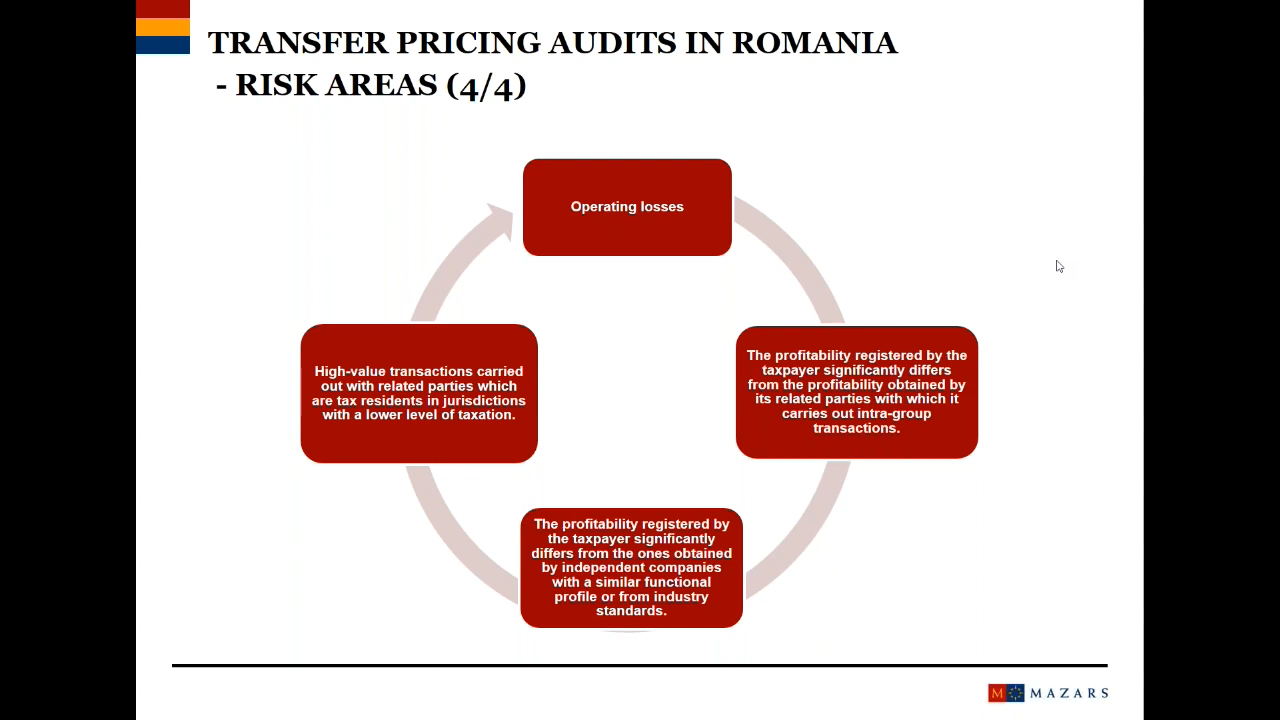 TRANSFER PRICING AUDITS IN ROMANIA
- RISK AREAS (4/4)
Operating losses
The profitability registered by the
taxpayer significantly differs
from the profitability obtained by
its related parties with which it
carries out intra-group
transactions.
The profitability registered by
the taxpayer significantly
differs from the ones obtained
by independent companies
with a similar functional
profile or from industry
standards.
High-value transactions carried
out with related parties which
are tax residents in jurisdictions
with a lower level of taxation.
M MAZARS